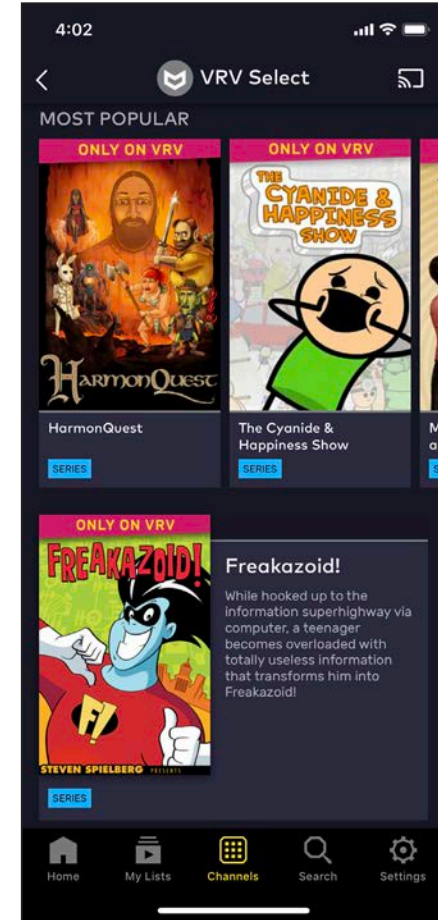 4:02
VRV Select
MOST POPULAR
ONLY ON VRV
ONLY ON VRV
THE
CYANIDE &
HAPPINESS
SHOW
HARMONQUEST
HarmonQuest
The Cyanide &
Happiness Show
M
a
SERIES
SERIES
S
ONLY ON VRV
FREAKAZOID!
F!
STEVEN SPIELBERG PRESENTS
Freakazoid!
While hooked up to the
information superhighway via
computer, a teenager
becomes overloaded with
totally useless information
that transforms him into
Freakazoid!
SERIES
Home
My Lists
Channels
Search
Settings